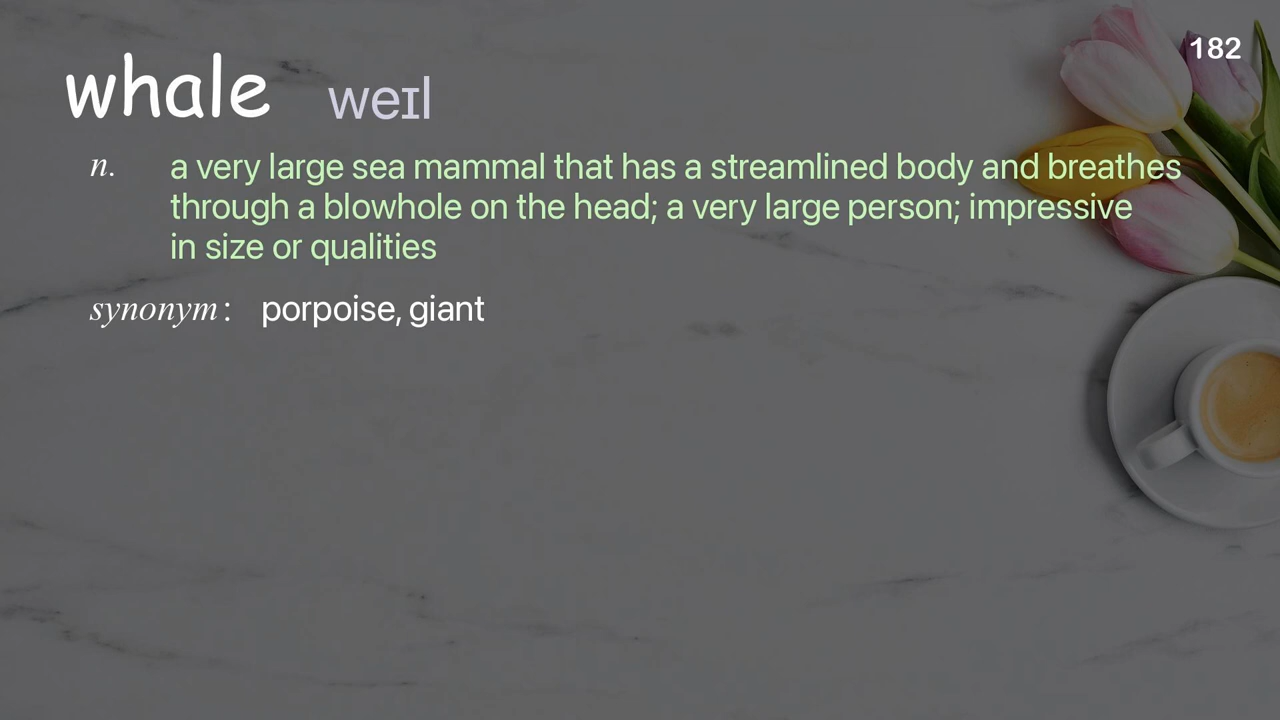 182
whale weɪl
n. a very large sea mammal that has a streamlined body and breathes
through a blowhole on the head; a very large person; impressive
in size or qualities
synonym: porpoise, giant